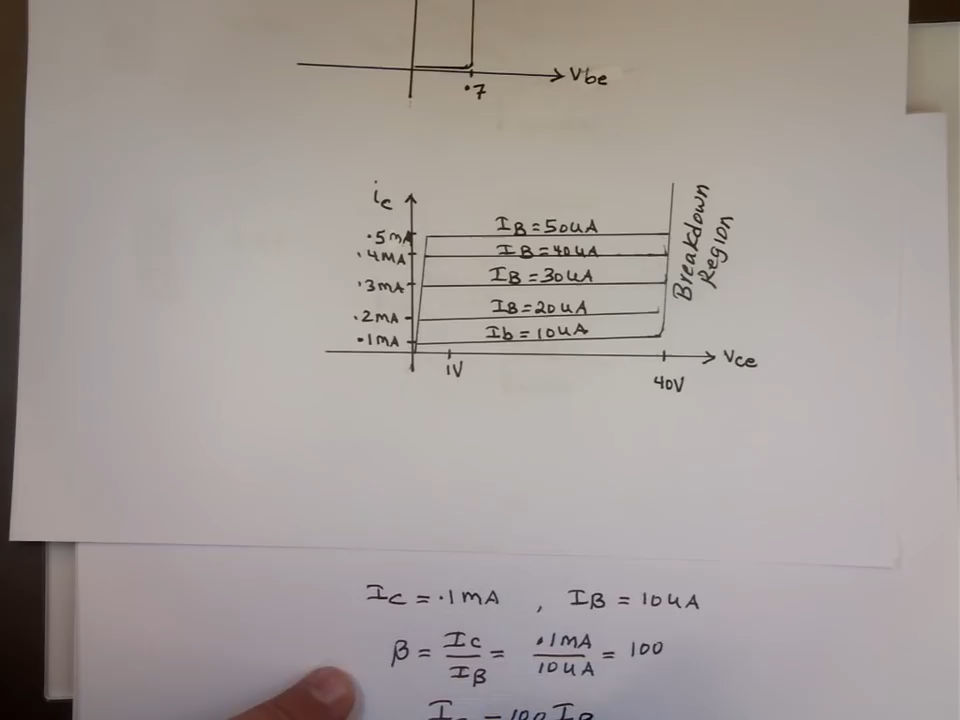 Vbe
.7
ic
.5mA
.4MA
.3mA
.2mA
.1MA
IB=50uA
IB=40uA
IB=30uA
IB=20uA
Ib=10uA
Breakdown
Region
Vce
1V
40V
Ic = .1mA , IB = 10uA
β = Ic/IB = .1mA/10uA = 100